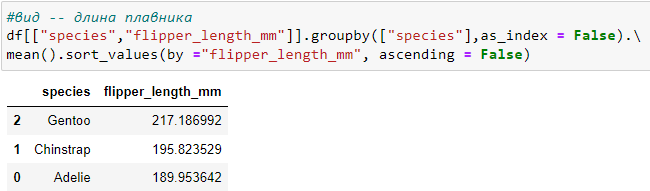 #вид -- длина плавника
df[["species","flipper_length_mm"]].groupby(["species"],as_index = False).\
mean().sort_values(by ="flipper_length_mm", ascending = False)
species flipper_length_mm
2 Gentoo 217.186992
1 Chinstrap 195.823529
0 Adelie 189.953642